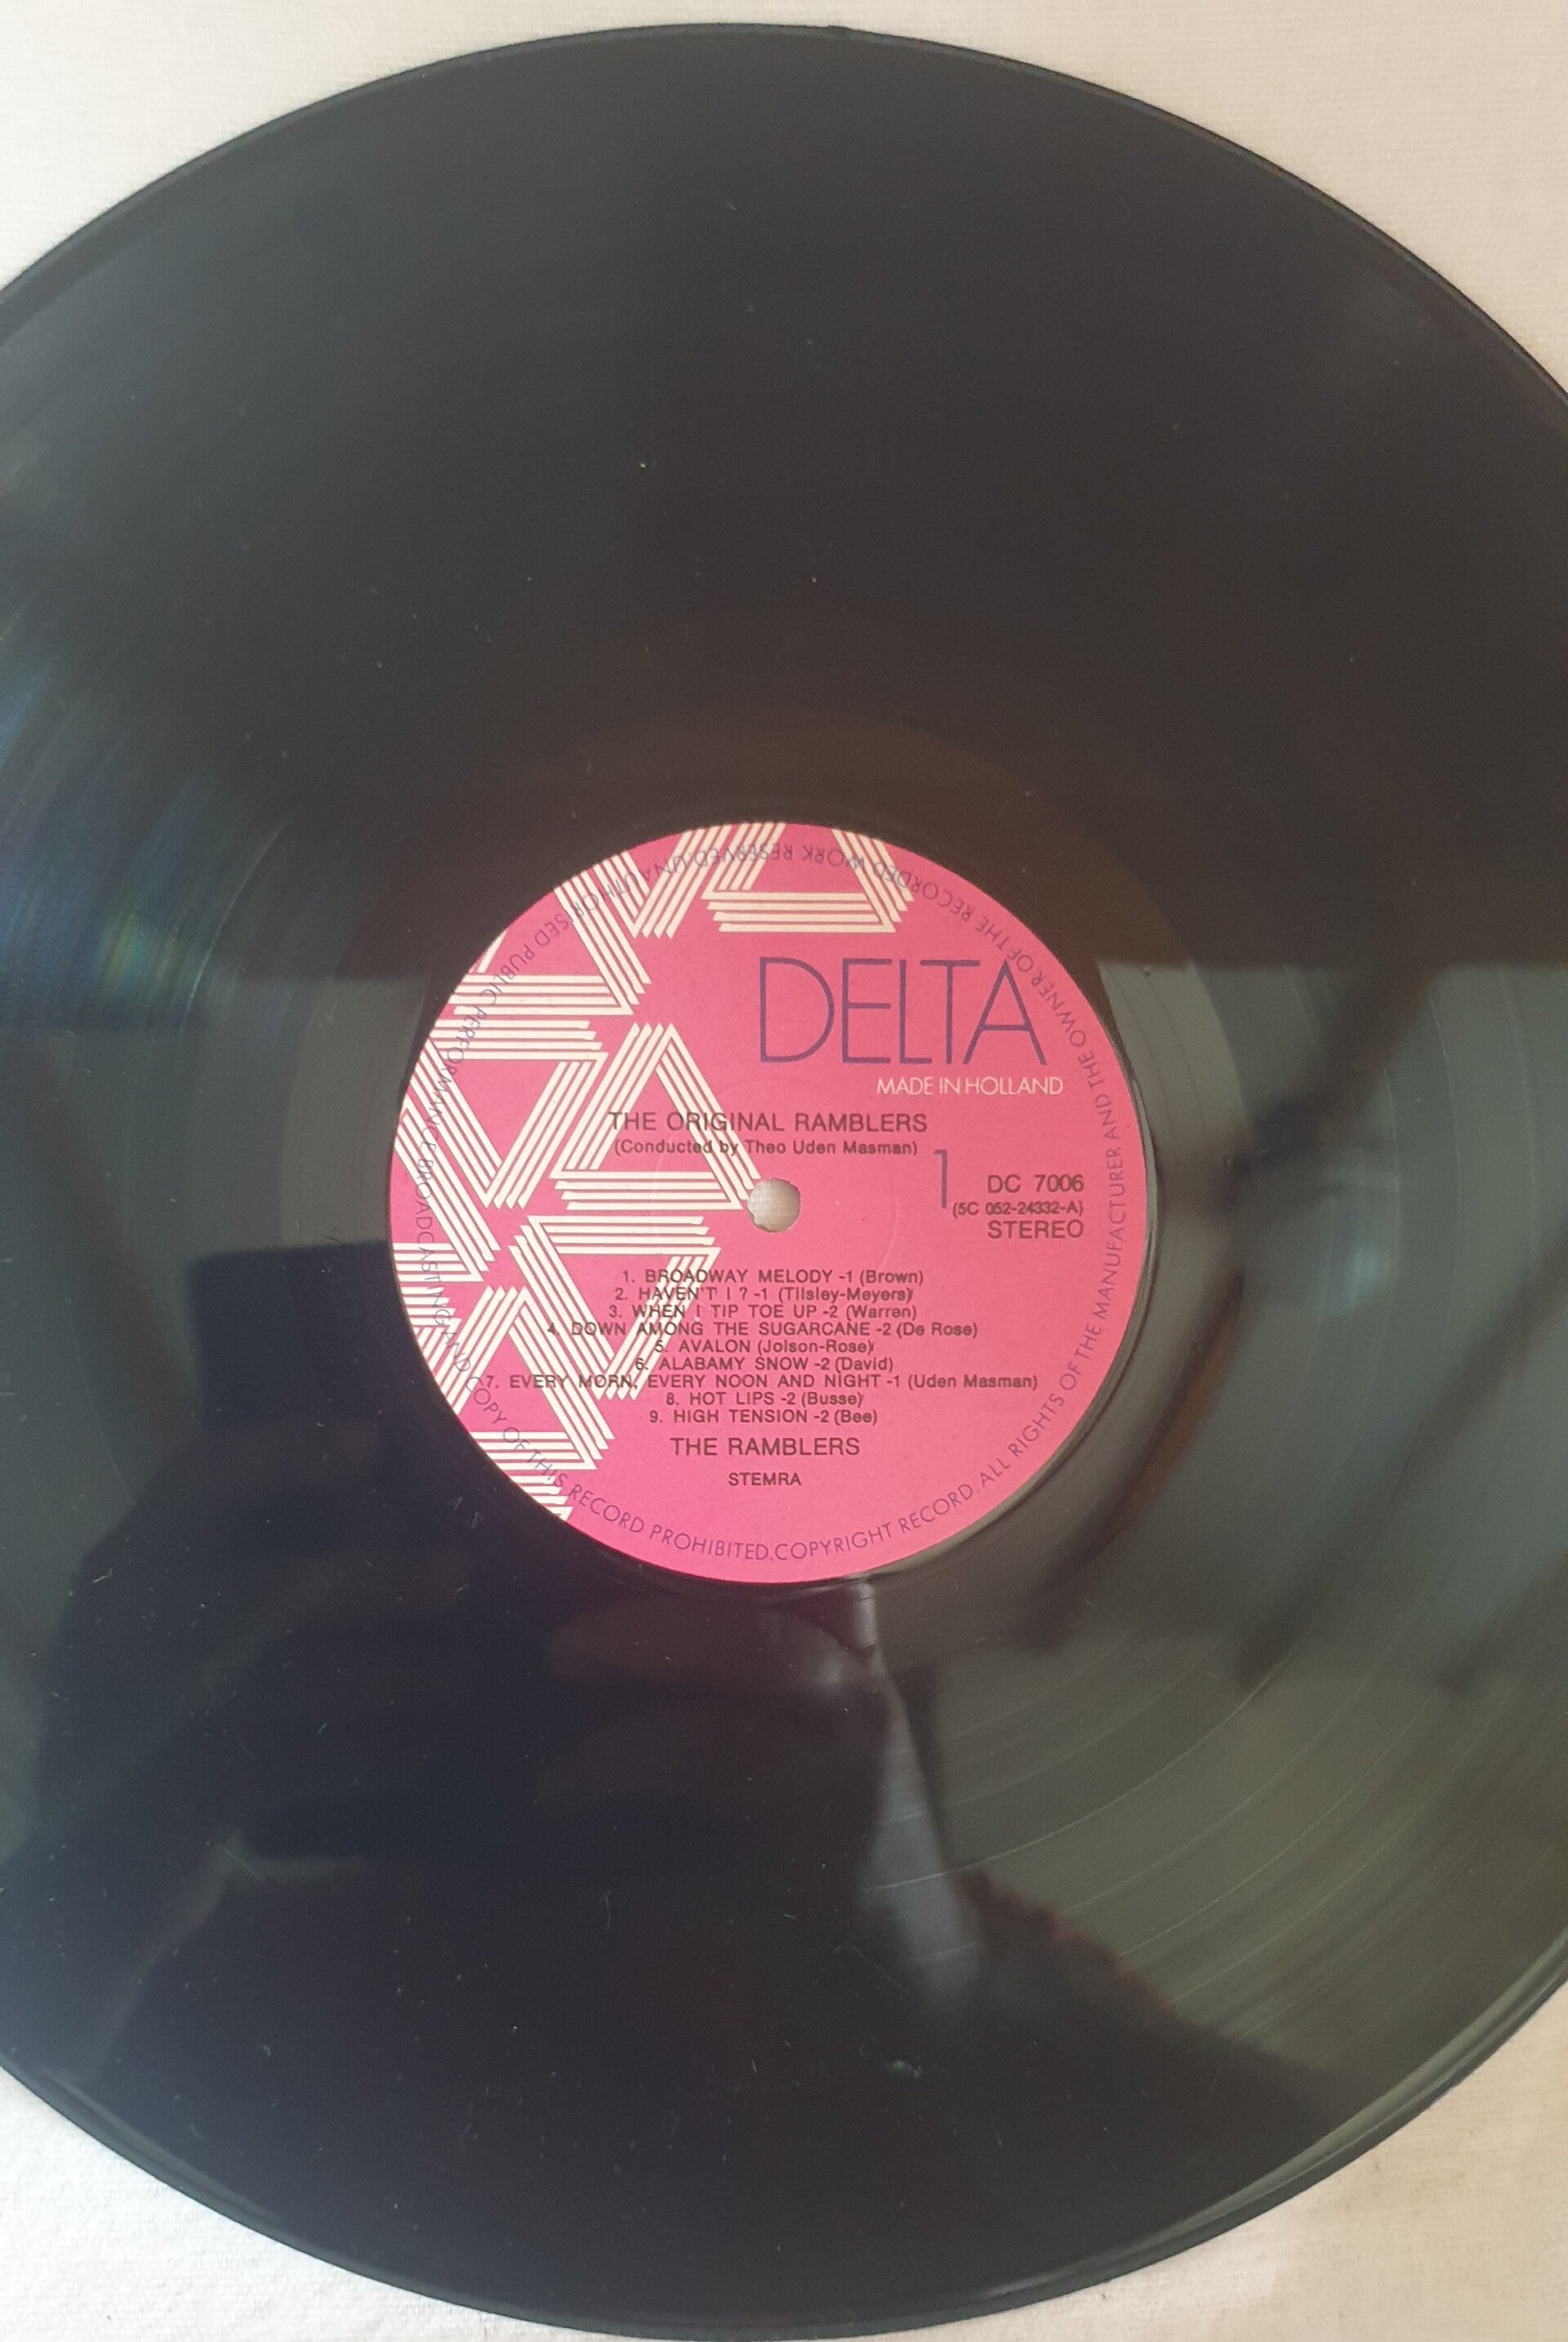 DELTA
MADE IN HOLLAND
THE ORIGINAL RAMBLERS
(Conducted by Theo Uden Masman)
1
DC 7006
(5C 052-24332-A)
STEREO
1. BROADWAY MELODY -1 (Brown)
2. HAVEN'T I ? -1 (Tilsley-Meyers)
3. WHEN I TIP TOE UP -2 (Warren)
4. DOWN AMONG THE SUGARCANE -2 (De Rose)
5. AVALON (Jolson-Rose)
6. ALABAMY SNOW -2 (David)
7. EVERY MORN, EVERY NOON AND NIGHT -1 (Uden Masman)
8. HOT LIPS -2 (Busse)
9. HIGH TENSION -2 (Bee)
THE RAMBLERS
STEMRA
COPYRIGHT RECORD. ALL RIGHTS OF THE MANUFACTURER AND THE OWNER OF THE RECORDED WORK RESERVED. UNAUTHORISED PUBLIC PERFORMANCE BROADCASTING AND COPY OF THIS RECORD PROHIBITED.